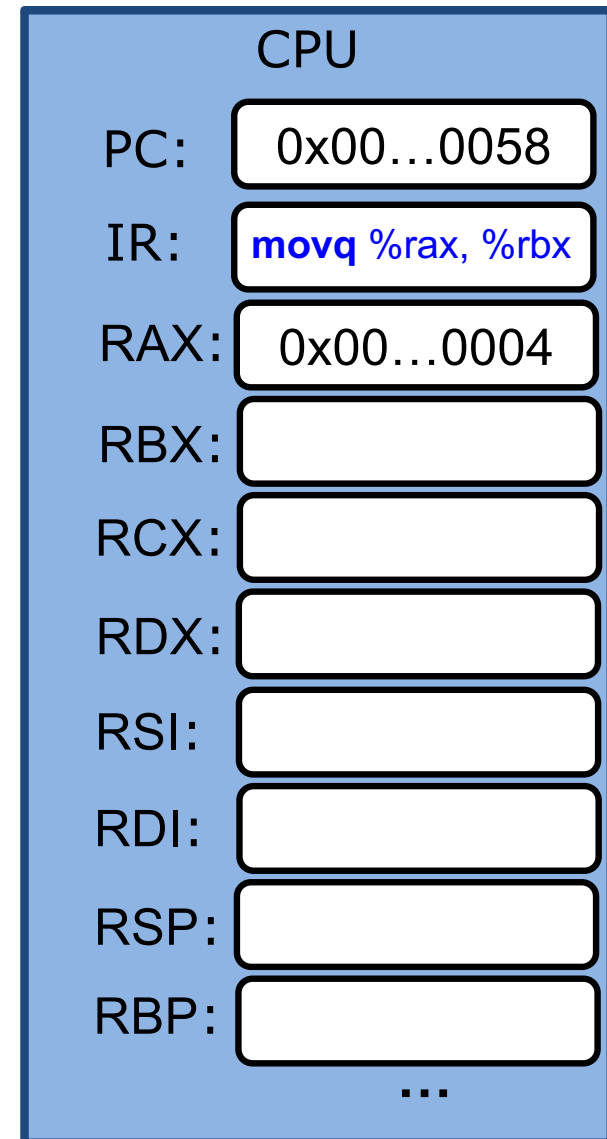 CPU
PC: 0x00…0058
IR: movq %rax, %rbx
RAX: 0x00…0004
RBX:
RCX:
RDX:
RSI:
RDI:
RSP:
RBP:
…